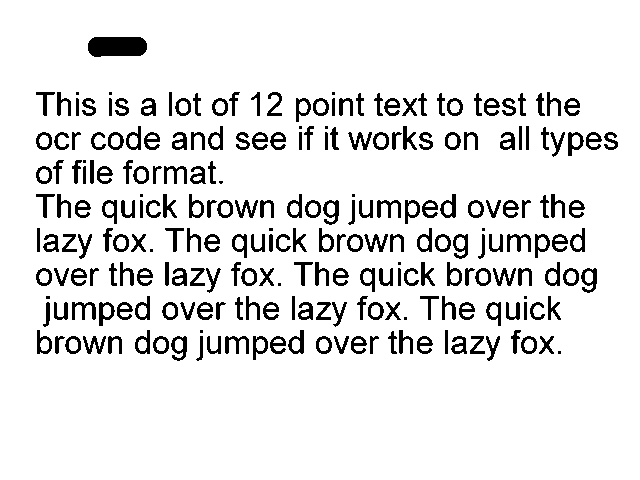 This is a lot of 12 point text to test the
ocr code and see if it works on  all types
of file format.
The quick brown dog jumped over the
lazy fox. The quick brown dog jumped
over the lazy fox. The quick brown dog
jumped over the lazy fox. The quick
brown dog jumped over the lazy fox.